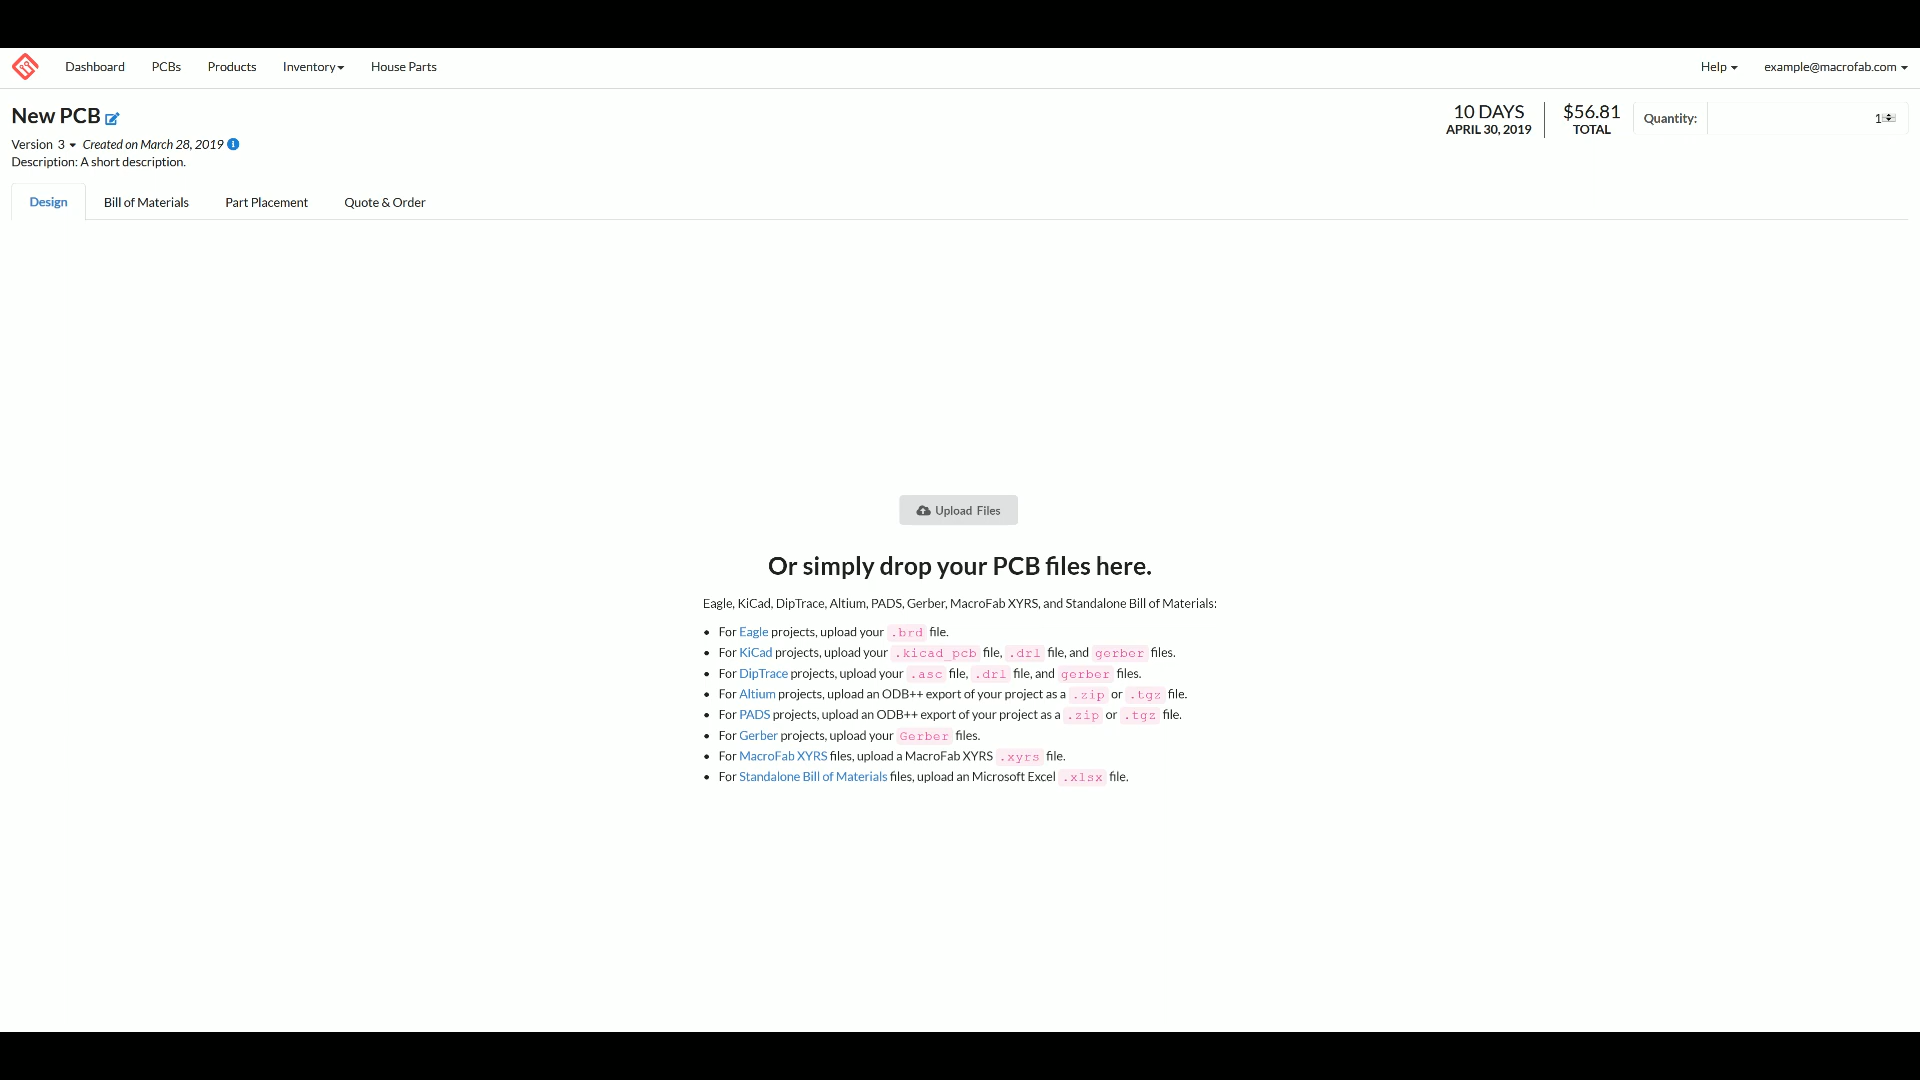 Dashboard PCBs Products Inventory House Parts Help example@macrofab.com
New PCB
10 DAYS $56.81 Quantity: 1
APRIL 30, 2019 TOTAL
Version 3 Created on March 28, 2019
Description: A short description.
Design Bill of Materials Part Placement Quote & Order
Upload Files
Or simply drop your PCB files here.
Eagle, KiCad, DipTrace, Altium, PADS, Gerber, MacroFab XYRS, and Standalone Bill of Materials:
• For Eagle projects, upload your .brd file.
• For KiCad projects, upload your .kicad_pcb file, .drl file, and gerber files.
• For DipTrace projects, upload your .asc file, .drl file, and gerber files.
• For Altium projects, upload an ODB++ export of your project as a .zip or .tgz file.
• For PADS projects, upload an ODB++ export of your project as a .zip or .tgz file.
• For Gerber projects, upload your Gerber files.
• For MacroFab XYRS files, upload a MacroFab XYRS .xyrs file.
• For Standalone Bill of Materials files, upload an Microsoft Excel .xlsx file.